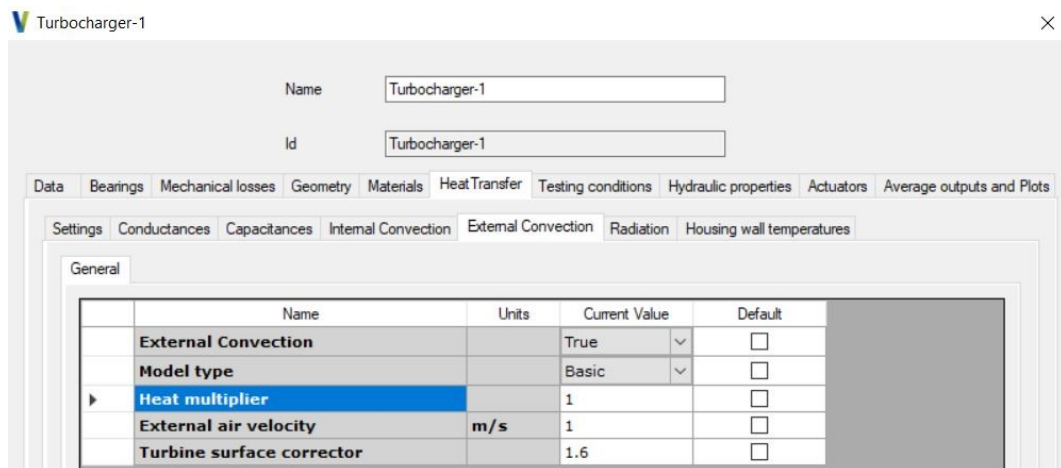 Turbocharger-1
Name Turbocharger-1
Id Turbocharger-1
Data Bearings Mechanical losses Geometry Materials Heat Transfer Testing conditions Hydraulic properties Actuators Average outputs and Plots
Settings Conductances Capacitances Internal Convection External Convection Radiation Housing wall temperatures
General
Name Units Current Value Default
External Convection True
Model type Basic
Heat multiplier 1
External air velocity m/s 1
Turbine surface corrector 1.6